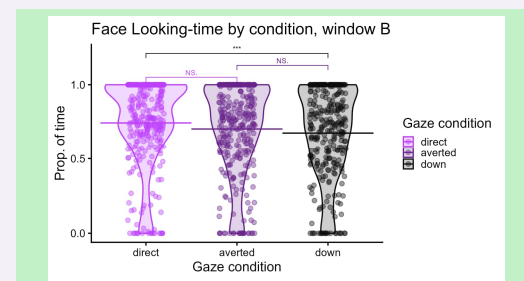 Face Looking-time by condition, window B
***
NS.
NS.
1.0
0.5
0.0
Prop. of time
direct averted down
Gaze condition
Gaze condition
direct
averted
down